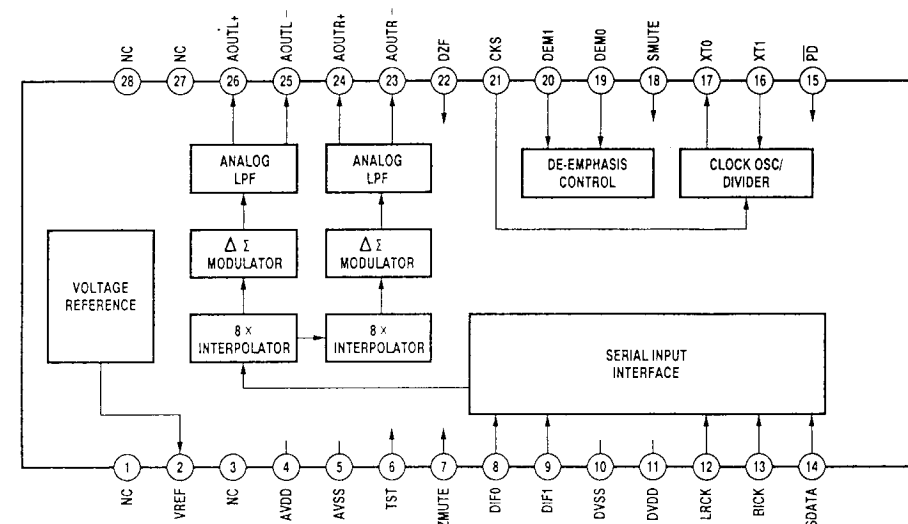 NC
NC
AOUTL+
AOUTL–
AOUTR+
AOUTR–
DZF
CKS
DEM1
DEM0
SMUTE
XT0
XT1
PD
28
27
26
25
24
23
22
21
20
19
18
17
16
15
ANALOG
LPF
ANALOG
LPF
DE-EMPHASIS
CONTROL
CLOCK OSC/
DIVIDER
Δ Σ
MODULATOR
Δ Σ
MODULATOR
VOLTAGE
REFERENCE
8 ×
INTERPOLATOR
8 ×
INTERPOLATOR
SERIAL INPUT
INTERFACE
1
2
3
4
5
6
7
8
9
10
11
12
13
14
NC
VREF
NC
AVDD
AVSS
TST
ZMUTE
DIF0
DIF1
DVSS
DVDD
LRCK
BICK
SDATA